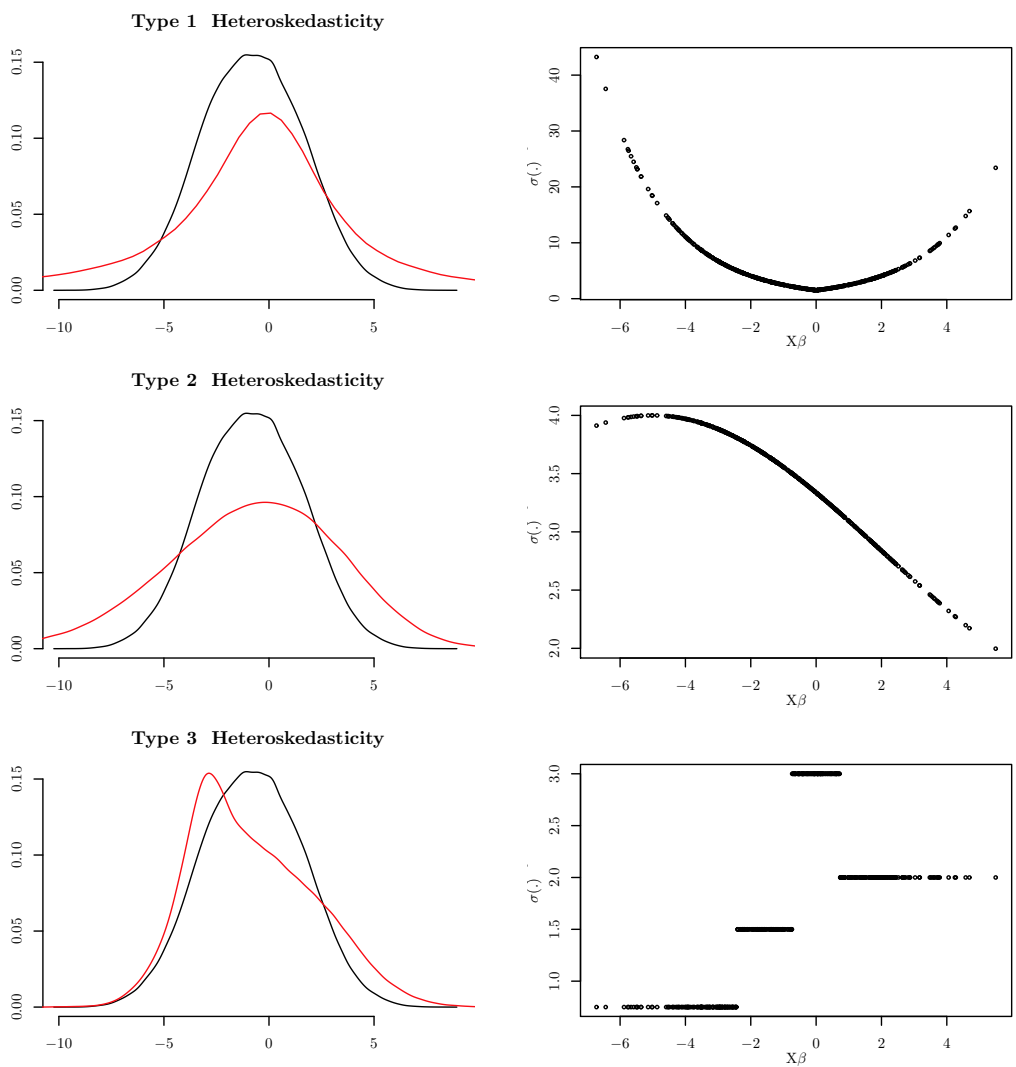 Type 1 Heteroskedasticity
0.15
0.10
0.05
0.00
−10 −5 0 5
40
30
20
10
0
σ(.)
−6 −4 −2 0 2 4
Xβ
Type 2 Heteroskedasticity
0.15
0.10
0.05
0.00
−10 −5 0 5
4.0
3.5
3.0
2.5
2.0
σ(.)
−6 −4 −2 0 2 4
Xβ
Type 3 Heteroskedasticity
0.15
0.10
0.05
0.00
−10 −5 0 5
3.0
2.5
2.0
1.5
1.0
σ(.)
−6 −4 −2 0 2 4
Xβ